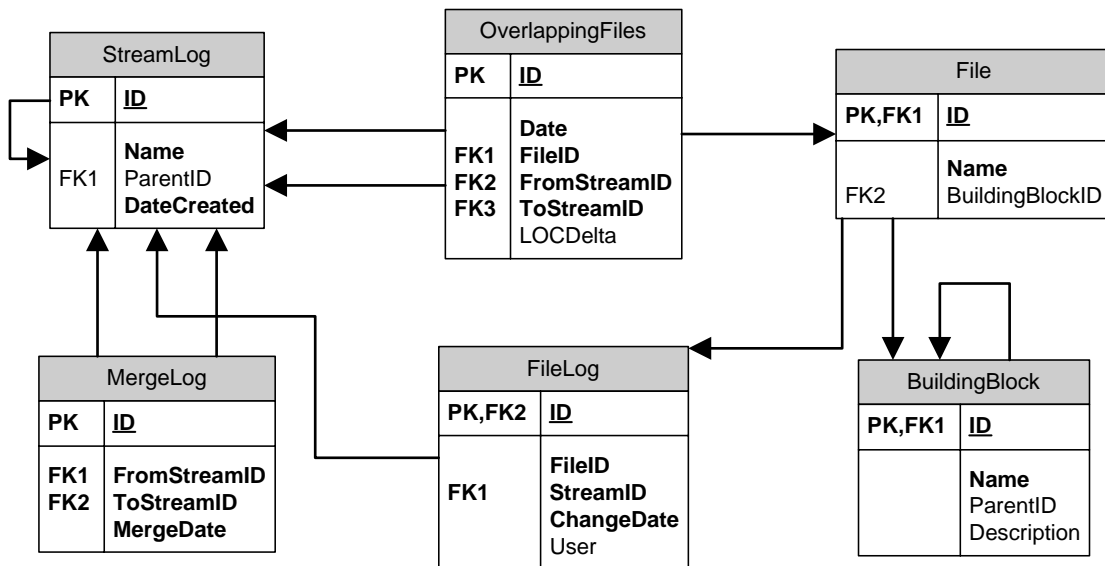 StreamLog
PK ID
Name
FK1 ParentID
DateCreated
OverlappingFiles
PK ID
Date
FK1 FileID
FK2 FromStreamID
FK3 ToStreamID
LOCDelta
File
PK,FK1 ID
Name
FK2 BuildingBlockID
MergeLog
PK ID
FK1 FromStreamID
FK2 ToStreamID
MergeDate
FileLog
PK,FK2 ID
FileID
FK1 StreamID
ChangeDate
User
BuildingBlock
PK,FK1 ID
Name
ParentID
Description